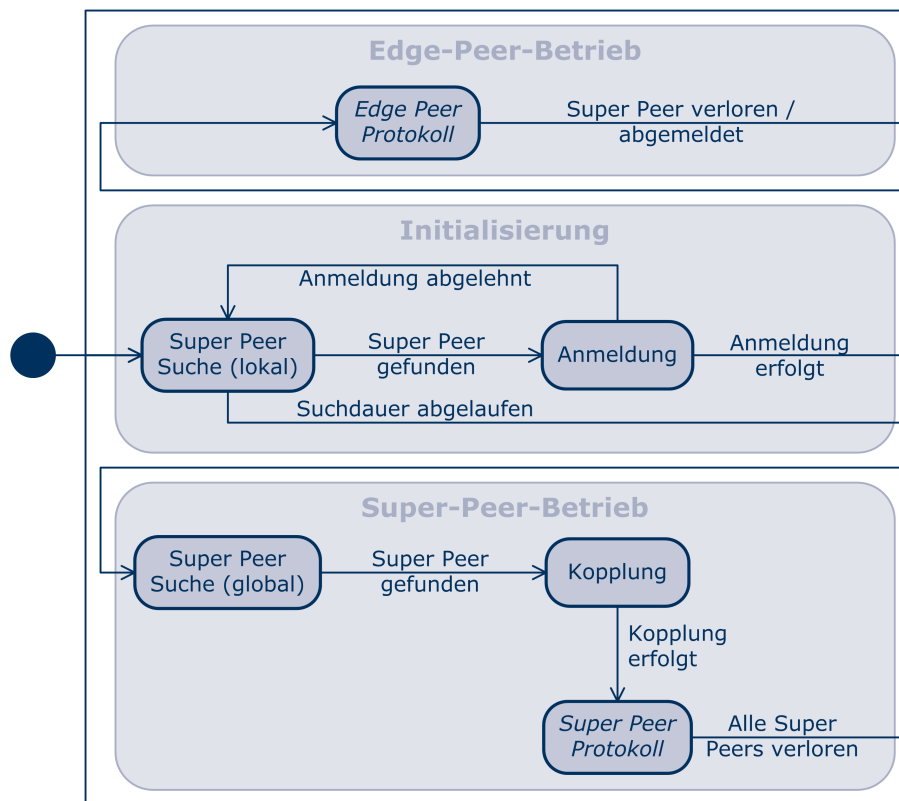 Edge-Peer-Betrieb
Edge Peer
Protokoll
Super Peer verloren /
abgemeldet
Initialisierung
Anmeldung abgelehnt
Super Peer
Suche (lokal)
Super Peer
gefunden
Anmeldung
Anmeldung
erfolgt
Suchdauer abgelaufen
Super-Peer-Betrieb
Super Peer
Suche (global)
Super Peer
gefunden
Kopplung
Kopplung
erfolgt
Super Peer
Protokoll
Alle Super
Peers verloren